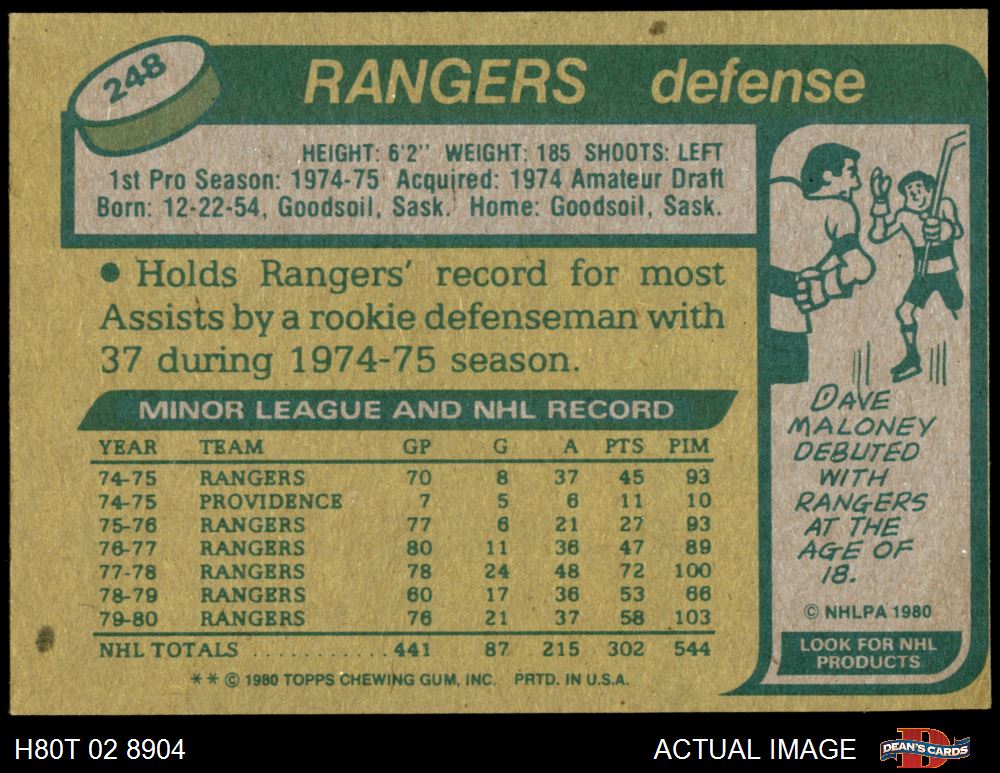 248
RANGERS defense
HEIGHT: 6'2" WEIGHT: 185 SHOOTS: LEFT
1st Pro Season: 1974-75 Acquired: 1974 Amateur Draft
Born: 12-22-54, Goodsoil, Sask. Home: Goodsoil, Sask.
• Holds Rangers' record for most
Assists by a rookie defenseman with
37 during 1974-75 season.
MINOR LEAGUE AND NHL RECORD
YEAR TEAM GP G A PTS PIM
74-75 RANGERS 70 8 37 45 93
74-75 PROVIDENCE 7 5 6 11 10
75-76 RANGERS 77 6 21 27 93
76-77 RANGERS 80 11 36 47 89
77-78 RANGERS 78 24 48 72 100
78-79 RANGERS 60 17 36 53 66
79-80 RANGERS 76 21 37 58 103
NHL TOTALS . . . . . . . . . . . 441 87 215 302 544
** © 1980 TOPPS CHEWING GUM, INC. PRTD. IN U.S.A.
DAVE
MALONEY
DEBUTED
WITH
RANGERS
AT THE
AGE OF
18.
© NHLPA 1980
LOOK FOR NHL
PRODUCTS
H80T 02 8904
ACTUAL IMAGE
D
DEAN'S CARDS